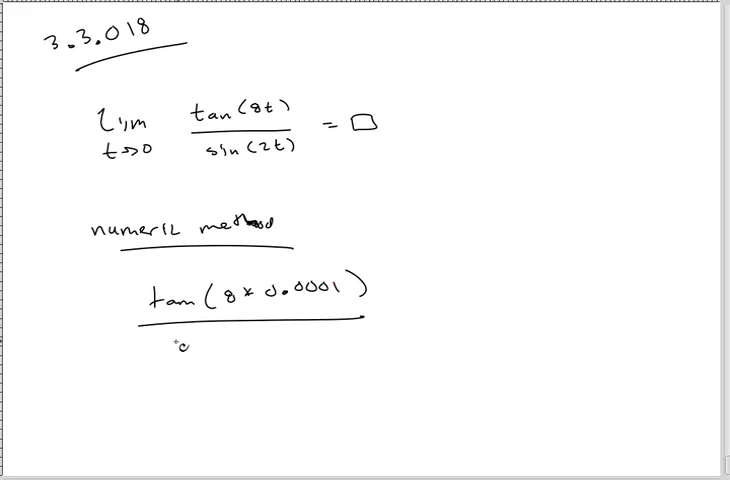 3.3.018
lim tan(8t)
t→0 sin(2t) = □
numeric method
tan(8*0.0001)